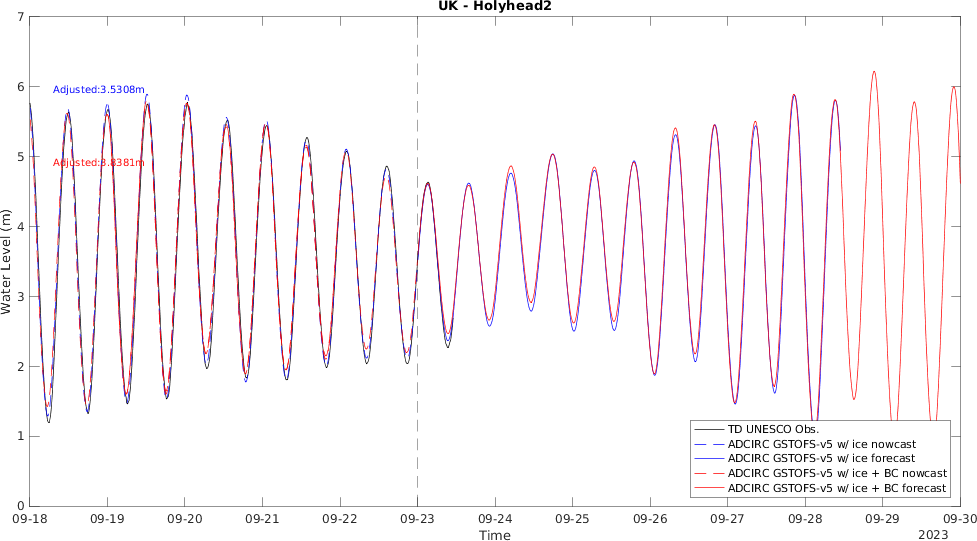 UK - Holyhead2
7
6
5
4
3
2
1
0
Water Level (m)
Adjusted:3.5308m
Adjusted:3.8381m
TD UNESCO Obs.
ADCIRC GSTOFS-v5 w/ ice nowcast
ADCIRC GSTOFS-v5 w/ ice forecast
ADCIRC GSTOFS-v5 w/ ice + BC nowcast
ADCIRC GSTOFS-v5 w/ ice + BC forecast
09-18 09-19 09-20 09-21 09-22 09-23 09-24 09-25 09-26 09-27 09-28 09-29 09-30
Time
2023